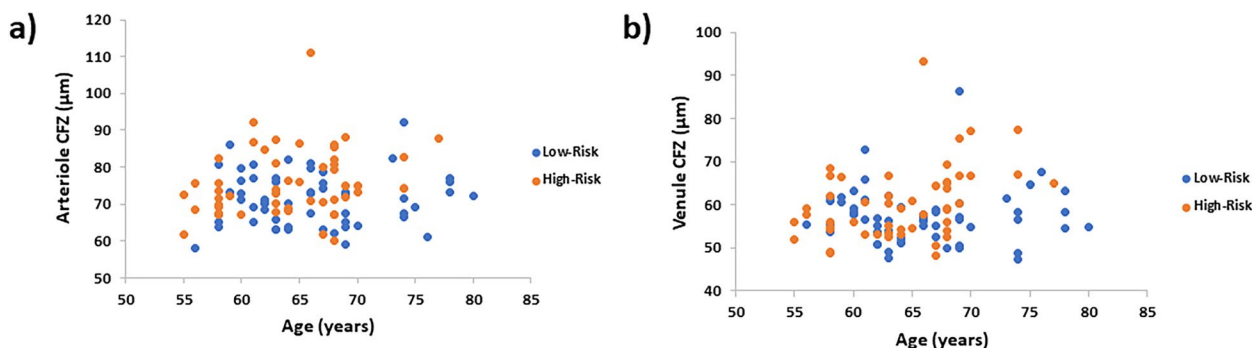 a)
Arteriole CFZ (µm)
120
110
100
90
80
70
60
50
50 55 60 65 70 75 80 85
Age (years)
Low-Risk
High-Risk
b)
Venule CFZ (µm)
100
90
80
70
60
50
40
50 55 60 65 70 75 80 85
Age (years)
Low-Risk
High-Risk